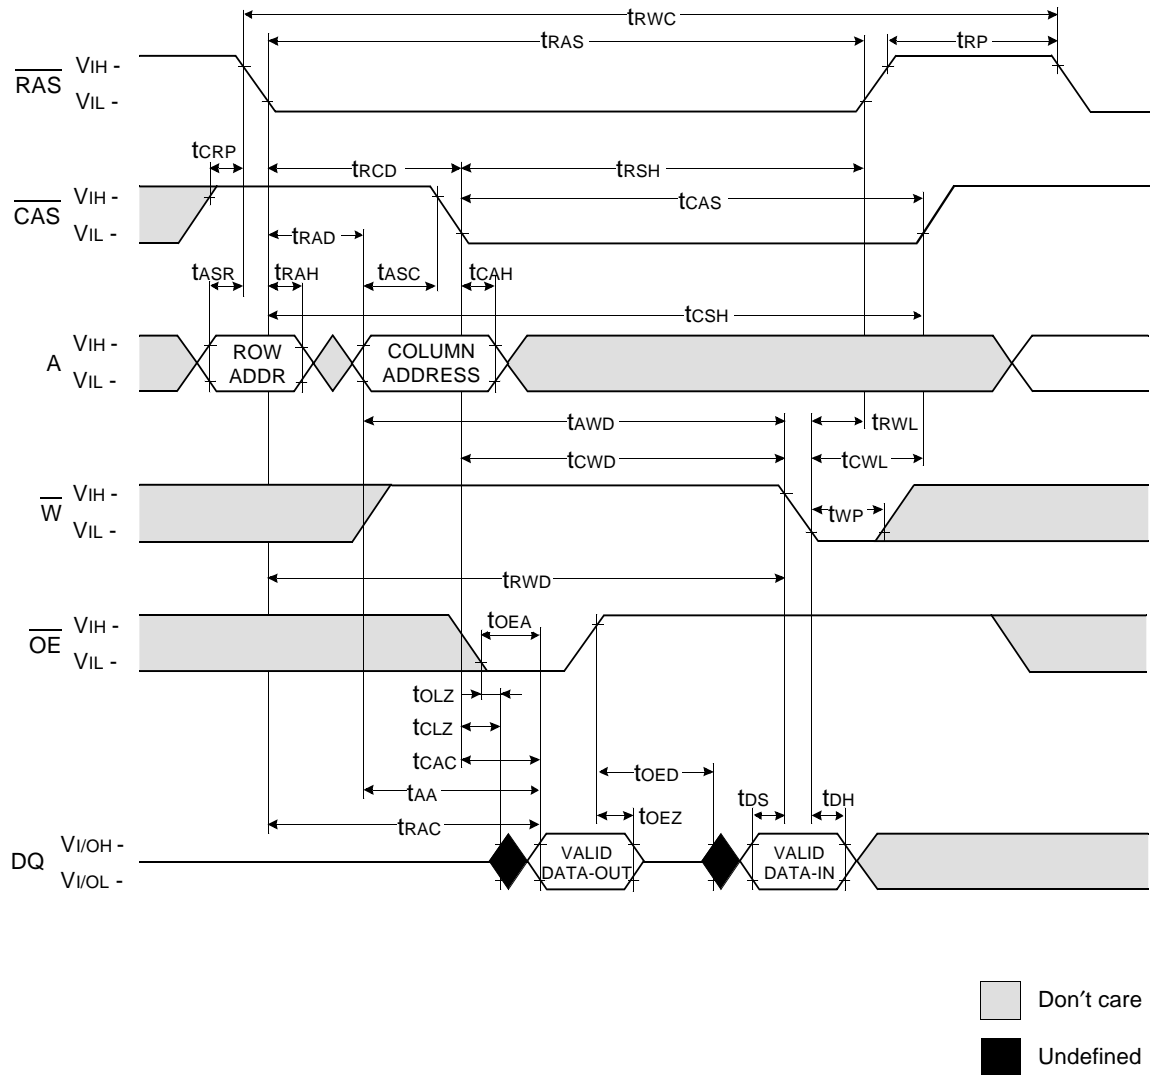 tRWC
tRAS
tRP
RAS
VIH -
VIL -
tCRP
tRCD
tRSH
CAS
VIH -
VIL -
tCAS
tRAD
tASR
tRAH
tASC
tCAH
tCSH
A
VIH -
VIL -
ROW
ADDR
COLUMN
ADDRESS
tAWD
tRWL
tCWD
tCWL
W
VIH -
VIL -
tWP
tRWD
OE
VIH -
VIL -
tOEA
tOLZ
tCLZ
tCAC
tOED
tAA
tDS
tDH
tOEZ
tRAC
DQ
VI/OH -
VI/OL -
VALID
DATA-OUT
VALID
DATA-IN
Don′t care
Undefined